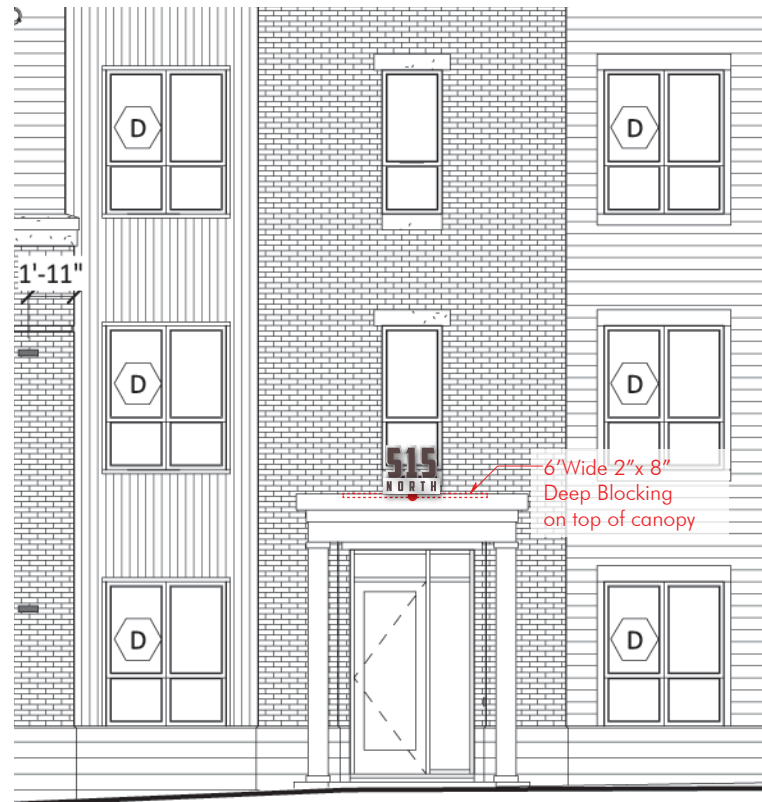 D
D
1'-11"
D
D
515
NORTH
6'Wide 2"x 8"
Deep Blocking
on top of canopy
D
D